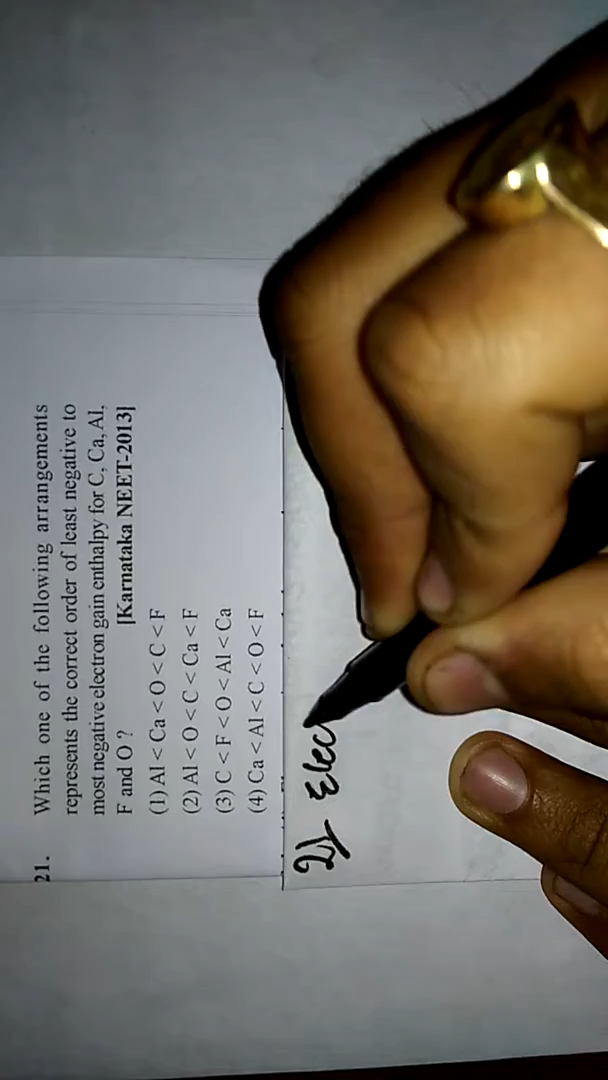 21. Which one of the following arrangements
represents the correct order of least negative to
most negative electron gain enthalpy for C, Ca, Al,
F and O ? [Karnataka NEET-2013]
(1) Al < Ca < O < C < F
(2) Al < O < C < Ca < F
(3) C < F < O < Al < Ca
(4) Ca < Al < C < O < F
21 Elec